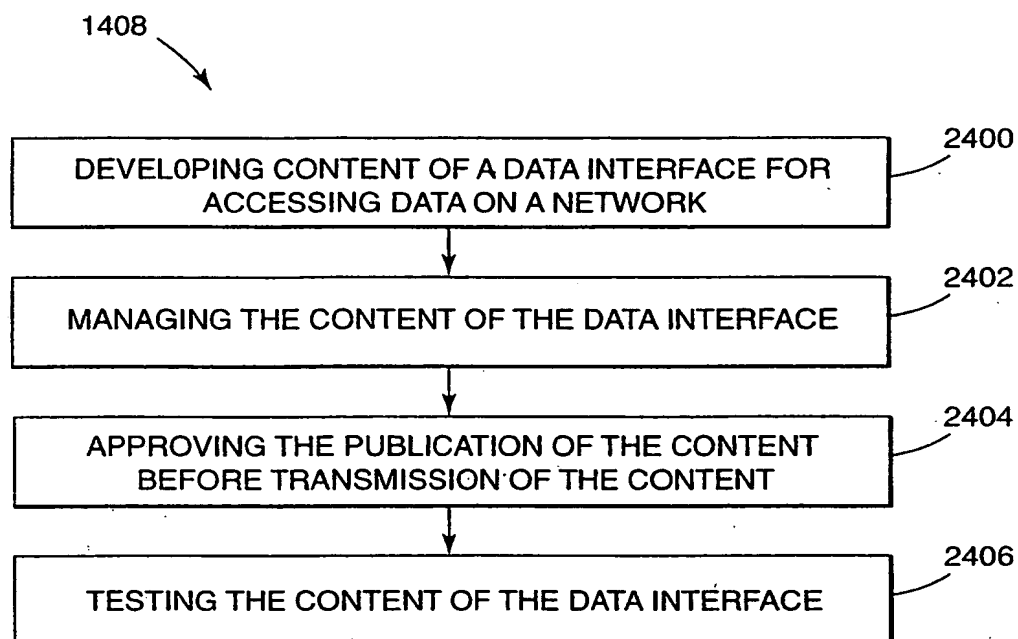 1408
2400
DEVEL0PING CONTENT OF A DATA INTERFACE FOR
ACCESSING DATA ON A NETWORK
2402
MANAGING THE CONTENT OF THE DATA INTERFACE
2404
APPROVING THE PUBLICATION OF THE CONTENT
BEFORE TRANSMISSION OF THE CONTENT
2406
TESTING THE CONTENT OF THE DATA INTERFACE